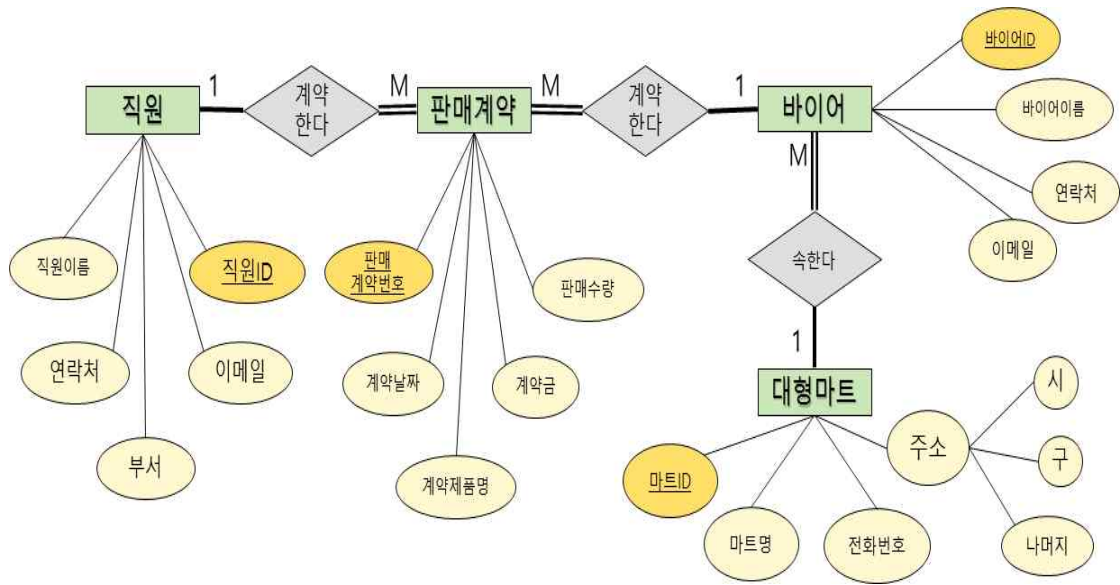 바이어ID
1
M
M
1
직원
계약
한다
판매계약
계약
한다
바이어
바이어이름
M
연락처
직원이름
직원ID
판매
계약번호
판매수량
속한다
이메일
연락처
이메일
계약날짜
계약금
1
대형마트
시
부서
계약제품명
마트ID
주소
구
마트명
전화번호
나머지